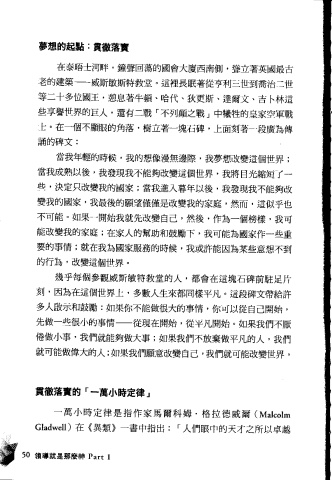 夢想的起點：貫徹落實
在泰晤士河畔，鐘聲回蕩的國會大廈西南側，聳立著英國最古
老的建築——威斯敏斯特教堂。這裡長眠著從亨利三世到喬治二世
等二十多位國王，憩息著牛頓、哈代、狄更斯、達爾文、吉卜林這
些享譽世界的巨人，還有二戰「不列顛之戰」中犧牲的皇家空軍戰
士。在一個不顯眼的角落，樹立著一塊石碑，上面刻著一段廣為傳
誦的碑文：
當我年輕的時候，我的想像漫無邊際，我夢想改變這個世界；
當我成熟以後，我發現我不能夠改變這個世界，我將目光縮短了一
些，決定只改變我的國家；當我進入暮年以後，我發現我不能夠改
變我的國家，我最後的願望僅僅是改變我的家庭，然而，這似乎也
不可能。如果一開始我就先改變自己，然後，作為一個榜樣，我可
能改變我的家庭；在家人的幫助和鼓勵下，我可能為國家作一些重
要的事情；就在我為國家服務的時候，我或許能因為某些意想不到
的行為，改變這個世界。
幾乎每個參觀威斯敏特教堂的人，都會在這塊石碑前駐足片
刻，因為在這個世界上，多數人生來都同樣平凡。這段碑文帶給許
多人啟示和鼓勵：如果你不能做很大的事情，你可以從自己開始，
先做一些很小的事情——從現在開始，從平凡開始。如果我們不厭
倦做小事，我們就能夠做大事；如果我們不放棄做平凡的人，我們
就可能做偉大的人；如果我們願意改變自己，我們就可能改變世界。
貫徹落實的「一萬小時定律」
一萬小時定律是指作家馬爾科姆．格拉德威爾（Malcolm
Gladwell）在《異類》一書中指出：「人們眼中的天才之所以卓越
50 領導就是那麼神 Part 1